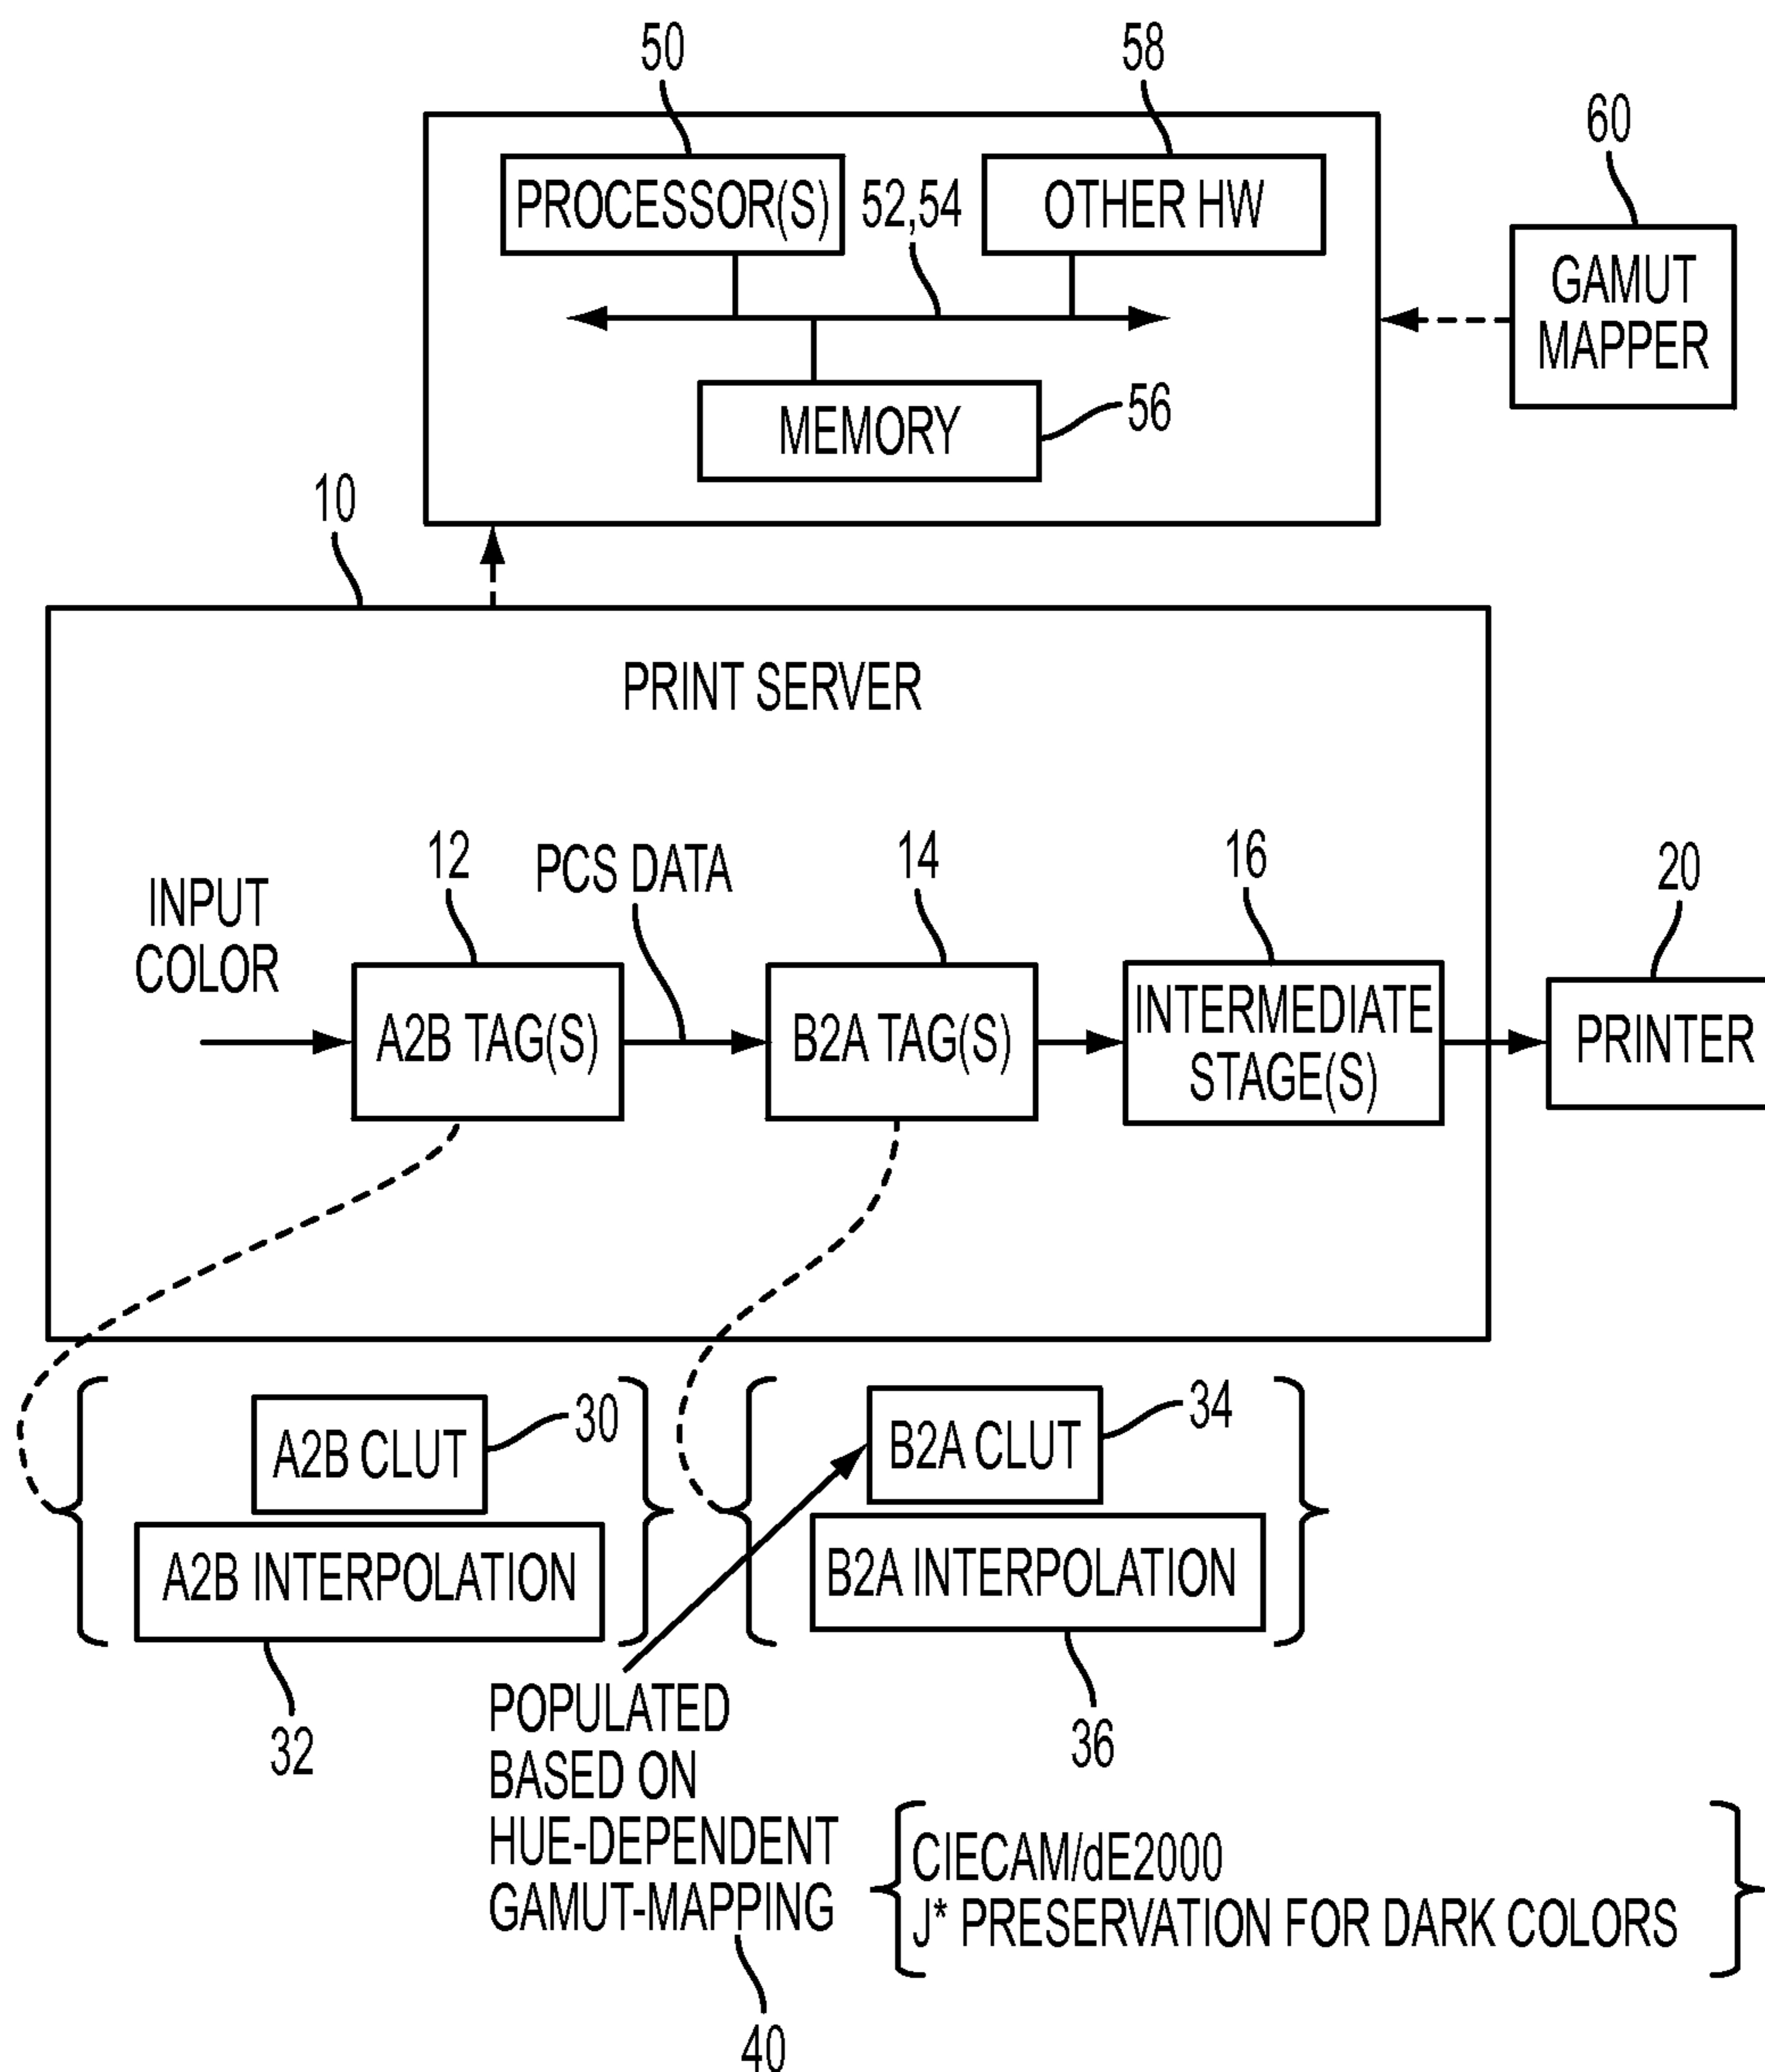 50
58
60
PROCESSOR(S)
52,54
OTHER HW
GAMUT
MAPPER
MEMORY
56
10
PRINT SERVER
INPUT
COLOR
12
PCS DATA
14
16
20
A2B TAG(S)
B2A TAG(S)
INTERMEDIATE
STAGE(S)
PRINTER
A2B CLUT
30
B2A CLUT
34
A2B INTERPOLATION
B2A INTERPOLATION
32
36
POPULATED
BASED ON
HUE-DEPENDENT
GAMUT-MAPPING
40
CIECAM/dE2000
J* PRESERVATION FOR DARK COLORS